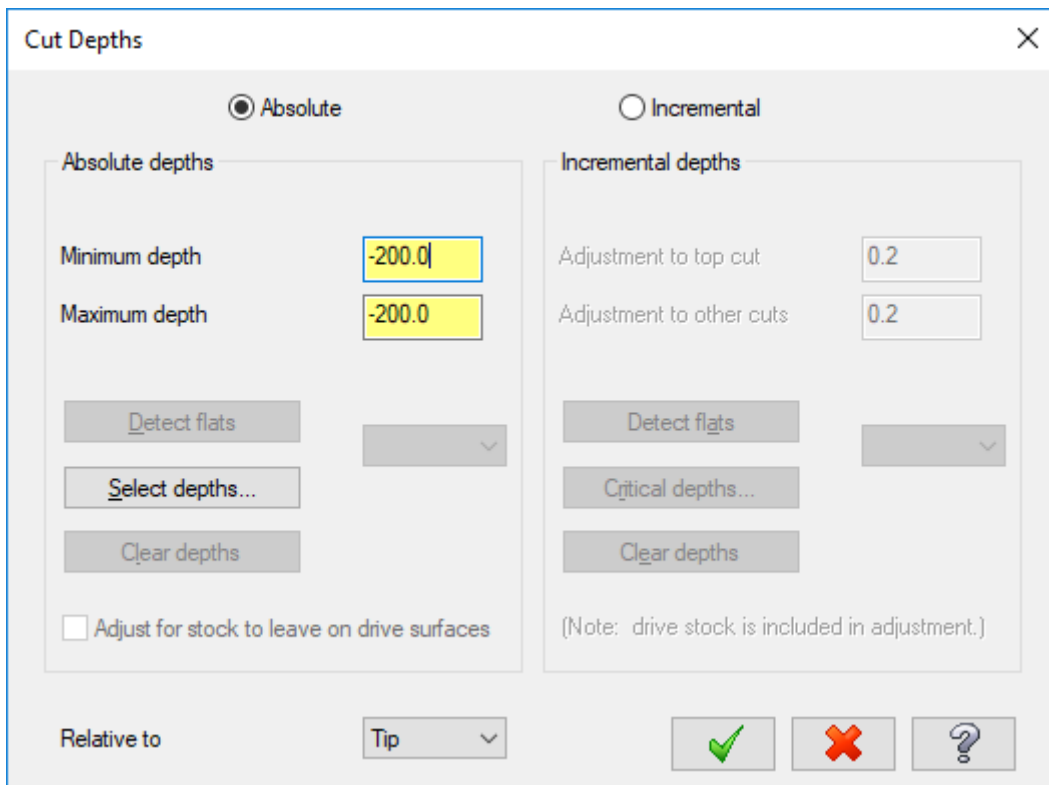 Cut Depths
Absolute
Incremental
Absolute depths
Minimum depth -200.0
Maximum depth -200.0
Detect flats
Select depths...
Clear depths
Adjust for stock to leave on drive surfaces
Incremental depths
Adjustment to top cut 0.2
Adjustment to other cuts 0.2
Detect flats
Critical depths...
Clear depths
(Note: drive stock is included in adjustment.)
Relative to Tip